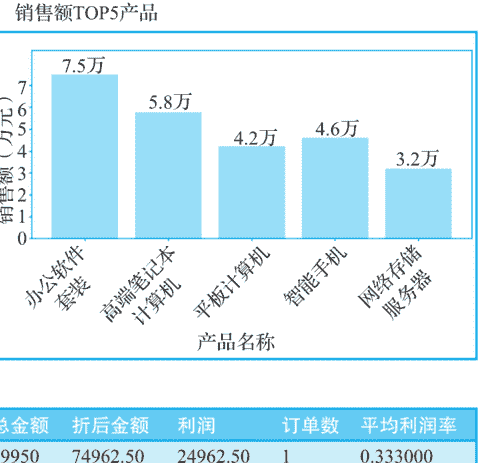 销售额TOP5产品
7.5万
5.8万
4.2万
4.6万
3.2万
7
6
5
4
3
2
1
0
销售额（万元）
办公软件
套装
高端笔记本
计算机
平板计算机
智能手机
网络存储
服务器
产品名称
总金额 折后金额 利润 订单数 平均利润率
9950 74962.50 24962.50 1 0.333000